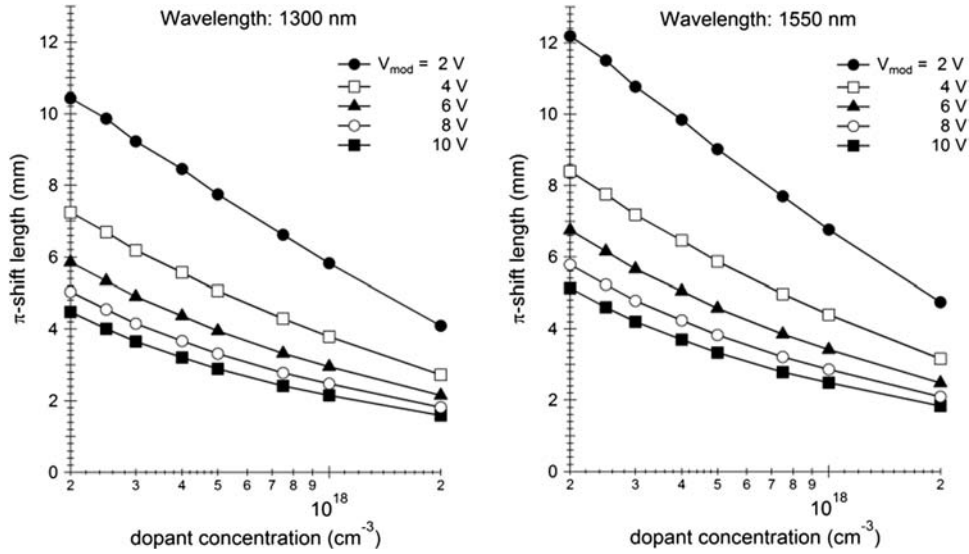 Wavelength: 1300 nm
V_mod = 2 V
4 V
6 V
8 V
10 V
π-shift length (mm)
12
10
8
6
4
2
0
2 3 4 5 6 7 8 9 10^18 2
dopant concentration (cm^-3)
Wavelength: 1550 nm
V_mod = 2 V
4 V
6 V
8 V
10 V
π-shift length (mm)
12
10
8
6
4
2
0
2 3 4 5 6 7 8 9 10^18 2
dopant concentration (cm^-3)